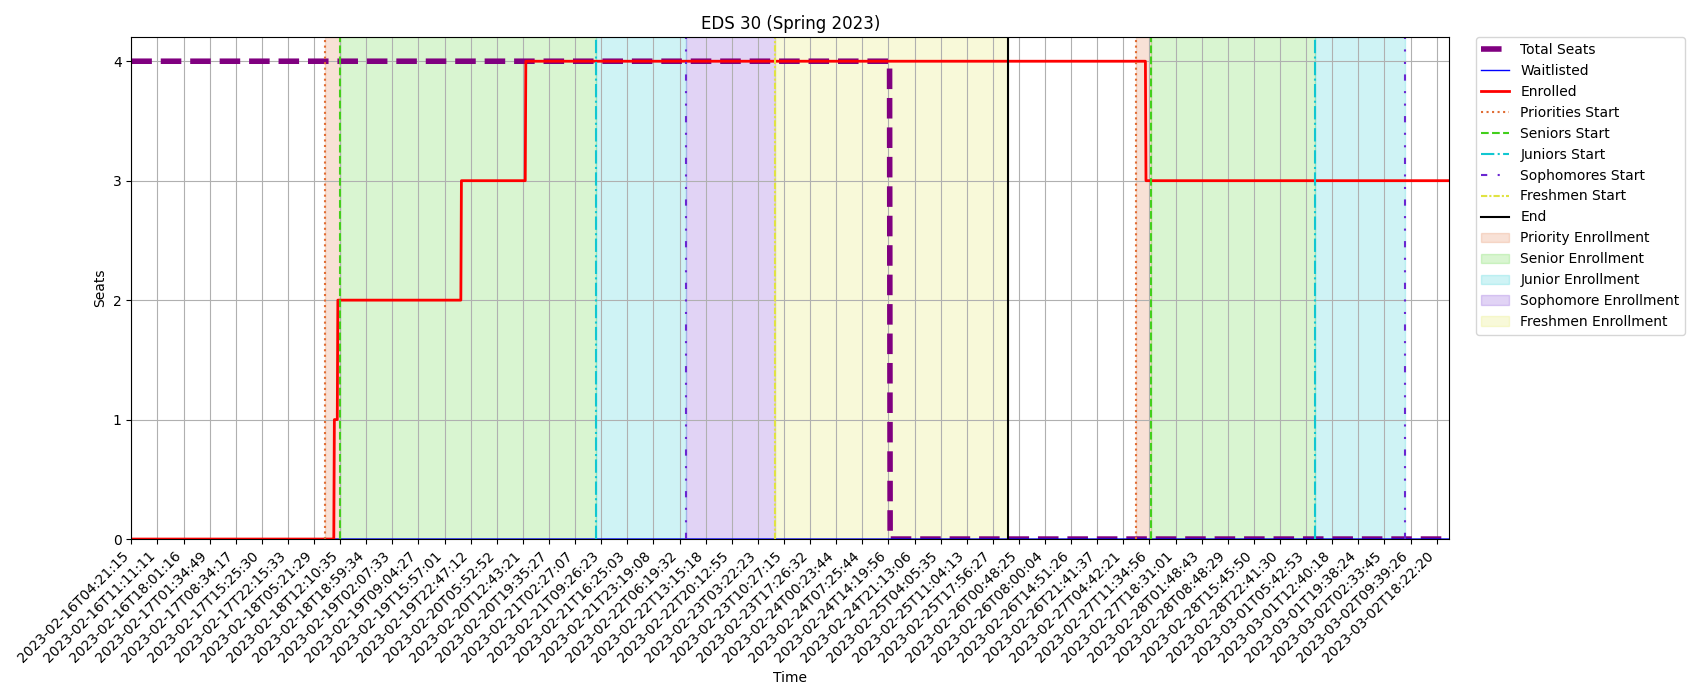 EDS 30 (Spring 2023)
Seats
4
3
2
1
0
2023-02-16T04:21:15
2023-02-16T11:11:11
2023-02-16T18:01:16
2023-02-17T01:34:49
2023-02-17T08:34:17
2023-02-17T15:25:30
2023-02-17T22:15:33
2023-02-18T05:21:29
2023-02-18T12:10:35
2023-02-18T18:59:34
2023-02-19T02:07:33
2023-02-19T09:04:27
2023-02-19T15:57:01
2023-02-19T22:47:12
2023-02-20T05:52:52
2023-02-20T12:43:21
2023-02-20T19:35:27
2023-02-21T02:27:07
2023-02-21T09:26:23
2023-02-21T16:25:03
2023-02-21T23:19:08
2023-02-22T06:19:32
2023-02-22T13:15:18
2023-02-22T20:12:55
2023-02-23T03:22:23
2023-02-23T10:27:15
2023-02-23T17:26:32
2023-02-24T00:23:44
2023-02-24T07:25:44
2023-02-24T14:19:56
2023-02-24T21:13:06
2023-02-25T04:05:35
2023-02-25T11:04:13
2023-02-25T17:56:27
2023-02-26T00:48:25
2023-02-26T08:00:04
2023-02-26T14:51:26
2023-02-26T21:41:37
2023-02-27T04:42:21
2023-02-27T11:34:56
2023-02-27T18:31:01
2023-02-28T01:48:43
2023-02-28T08:48:29
2023-02-28T15:45:50
2023-02-28T22:41:30
2023-03-01T05:42:53
2023-03-01T12:40:18
2023-03-01T19:38:24
2023-03-02T02:33:45
2023-03-02T09:39:26
2023-03-02T18:22:20
Time
Total Seats
Waitlisted
Enrolled
Priorities Start
Seniors Start
Juniors Start
Sophomores Start
Freshmen Start
End
Priority Enrollment
Senior Enrollment
Junior Enrollment
Sophomore Enrollment
Freshmen Enrollment